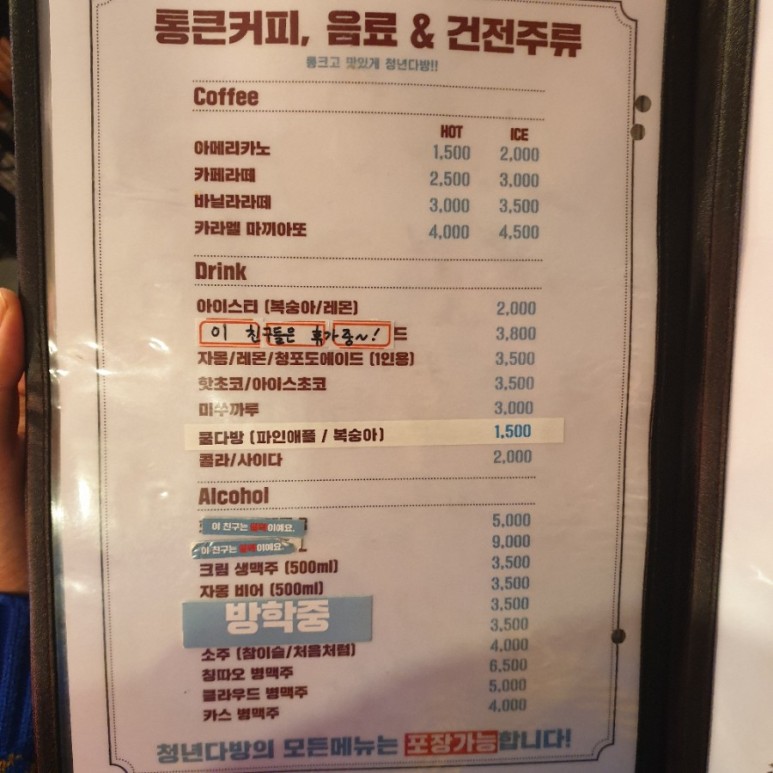 통큰커피, 음료 & 건전주류
통크고 맛있게 청년다방!!
Coffee
HOT ICE
아메리카노 1,500 2,000
카페라떼 2,500 3,000
바닐라라떼 3,000 3,500
카라멜 마끼아또 4,000 4,500
Drink
아이스티 (복숭아/레몬) 2,000
이 친구들은 휴가중~! 드 3,800
자몽/레몬/청포도에이드 (1인용) 3,500
핫초코/아이스초코 3,500
미수까루 3,000
쿨다방 (파인애플 / 복숭아) 1,500
콜라/사이다 2,000
Alcohol
이 친구는 품절이예요. 5,000
이 친구는 품절이예요. 9,000
크림 생맥주 (500ml) 3,500
자몽 비어 (500ml) 3,500
방학중 3,500
3,500
소주 (참이슬/처음처럼) 4,000
칭따오 병맥주 6,500
클라우드 병맥주 5,000
카스 병맥주 4,000
청년다방의 모든메뉴는 포장가능합니다!